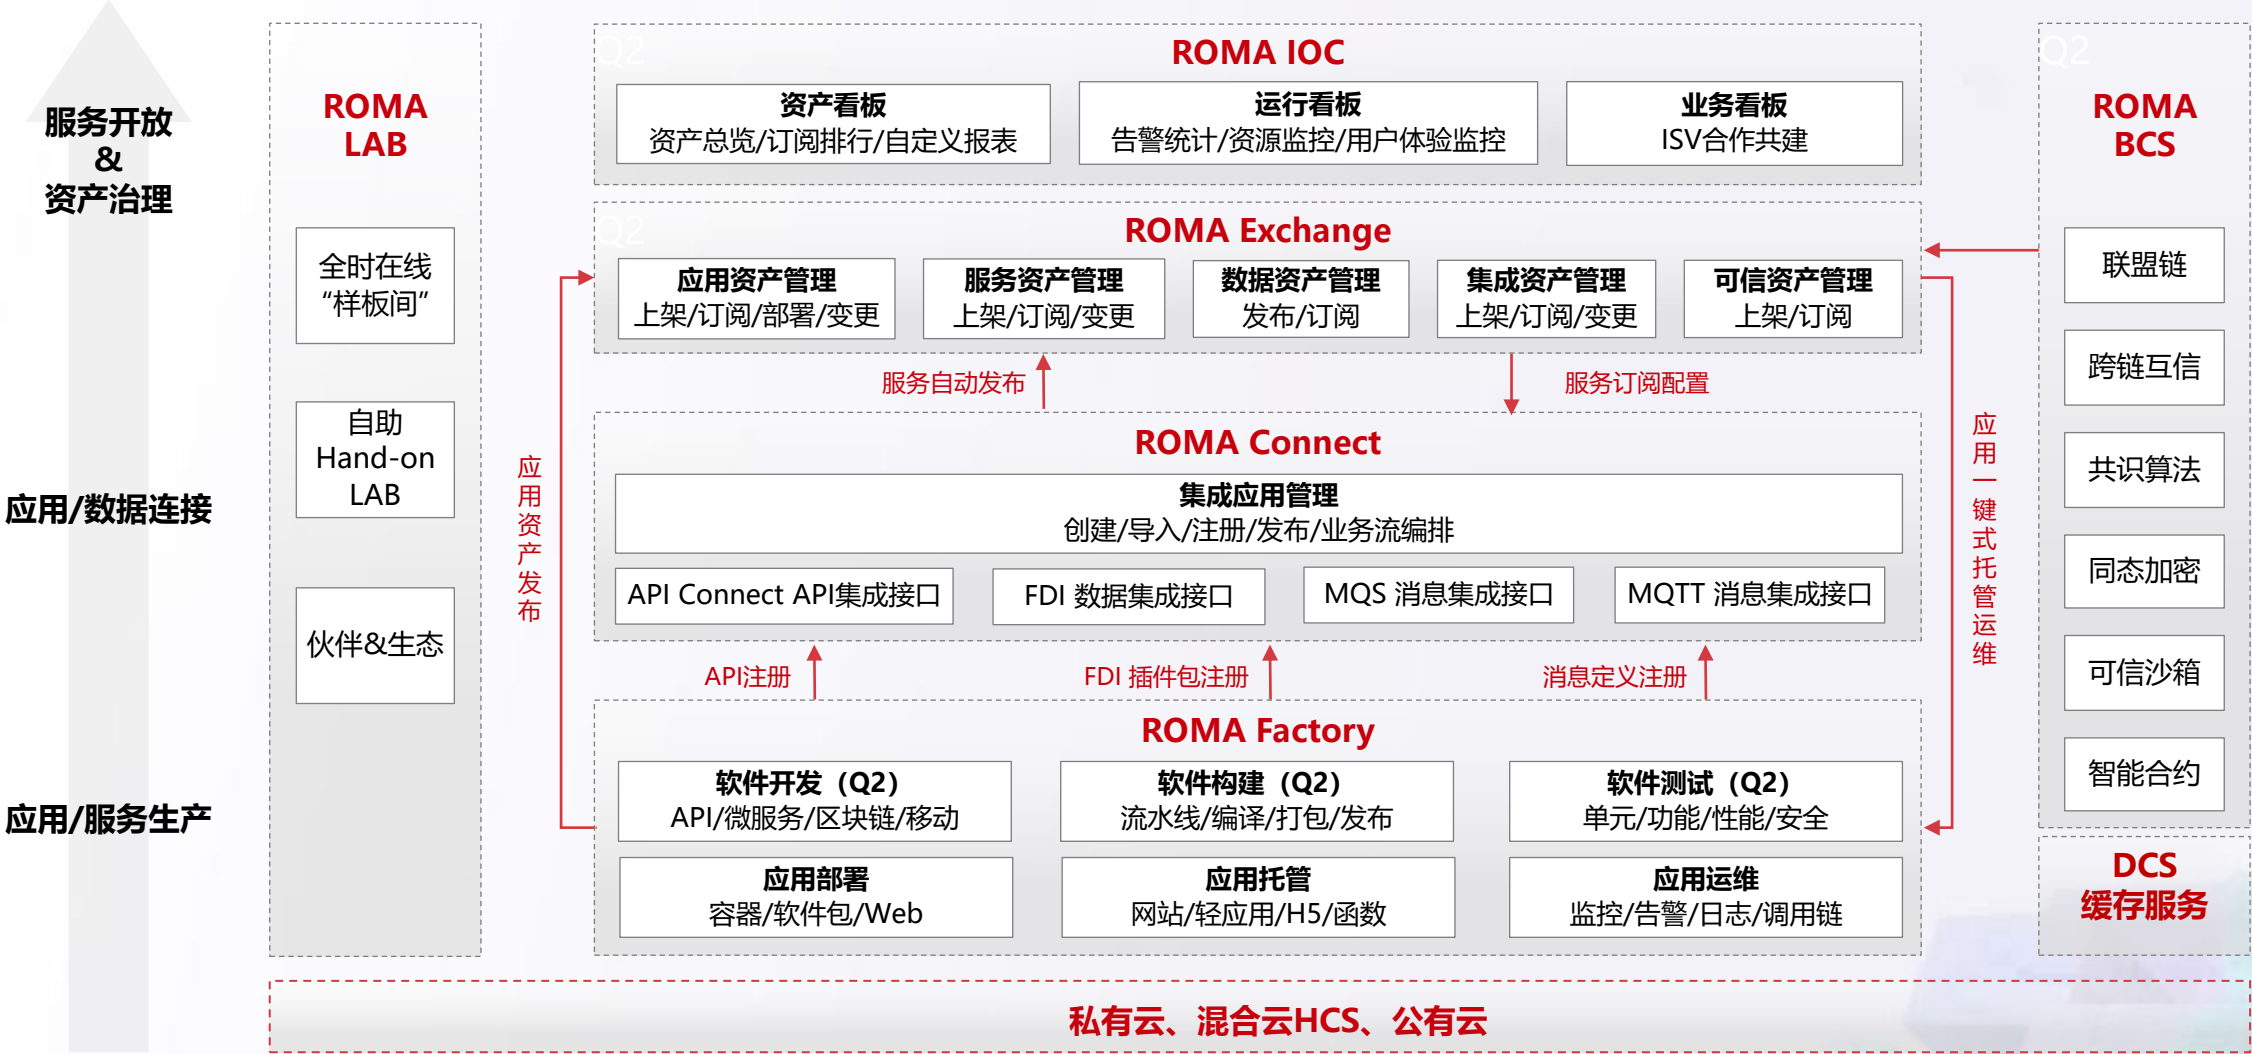 服务开放
&
资产治理
应用/数据连接
应用/服务生产
ROMA
LAB
全时在线
“样板间”
自助
Hand-on
LAB
伙伴&生态
Q2
ROMA IOC
资产看板
资产总览/订阅排行/自定义报表
运行看板
告警统计/资源监控/用户体验监控
业务看板
ISV合作共建
Q2
ROMA Exchange
应用资产管理
上架/订阅/部署/变更
服务资产管理
上架/订阅/变更
数据资产管理
发布/订阅
集成资产管理
上架/订阅/变更
可信资产管理
上架/订阅
服务自动发布
服务订阅配置
应用资产发布
应用一键式托管运维
ROMA Connect
集成应用管理
创建/导入/注册/发布/业务流编排
API Connect API集成接口
FDI 数据集成接口
MQS 消息集成接口
MQTT 消息集成接口
API注册
FDI 插件包注册
消息定义注册
ROMA Factory
软件开发（Q2）
API/微服务/区块链/移动
软件构建（Q2）
流水线/编译/打包/发布
软件测试（Q2）
单元/功能/性能/安全
应用部署
容器/软件包/Web
应用托管
网站/轻应用/H5/函数
应用运维
监控/告警/日志/调用链
Q2
ROMA
BCS
联盟链
跨链互信
共识算法
同态加密
可信沙箱
智能合约
DCS
缓存服务
私有云、混合云HCS、公有云